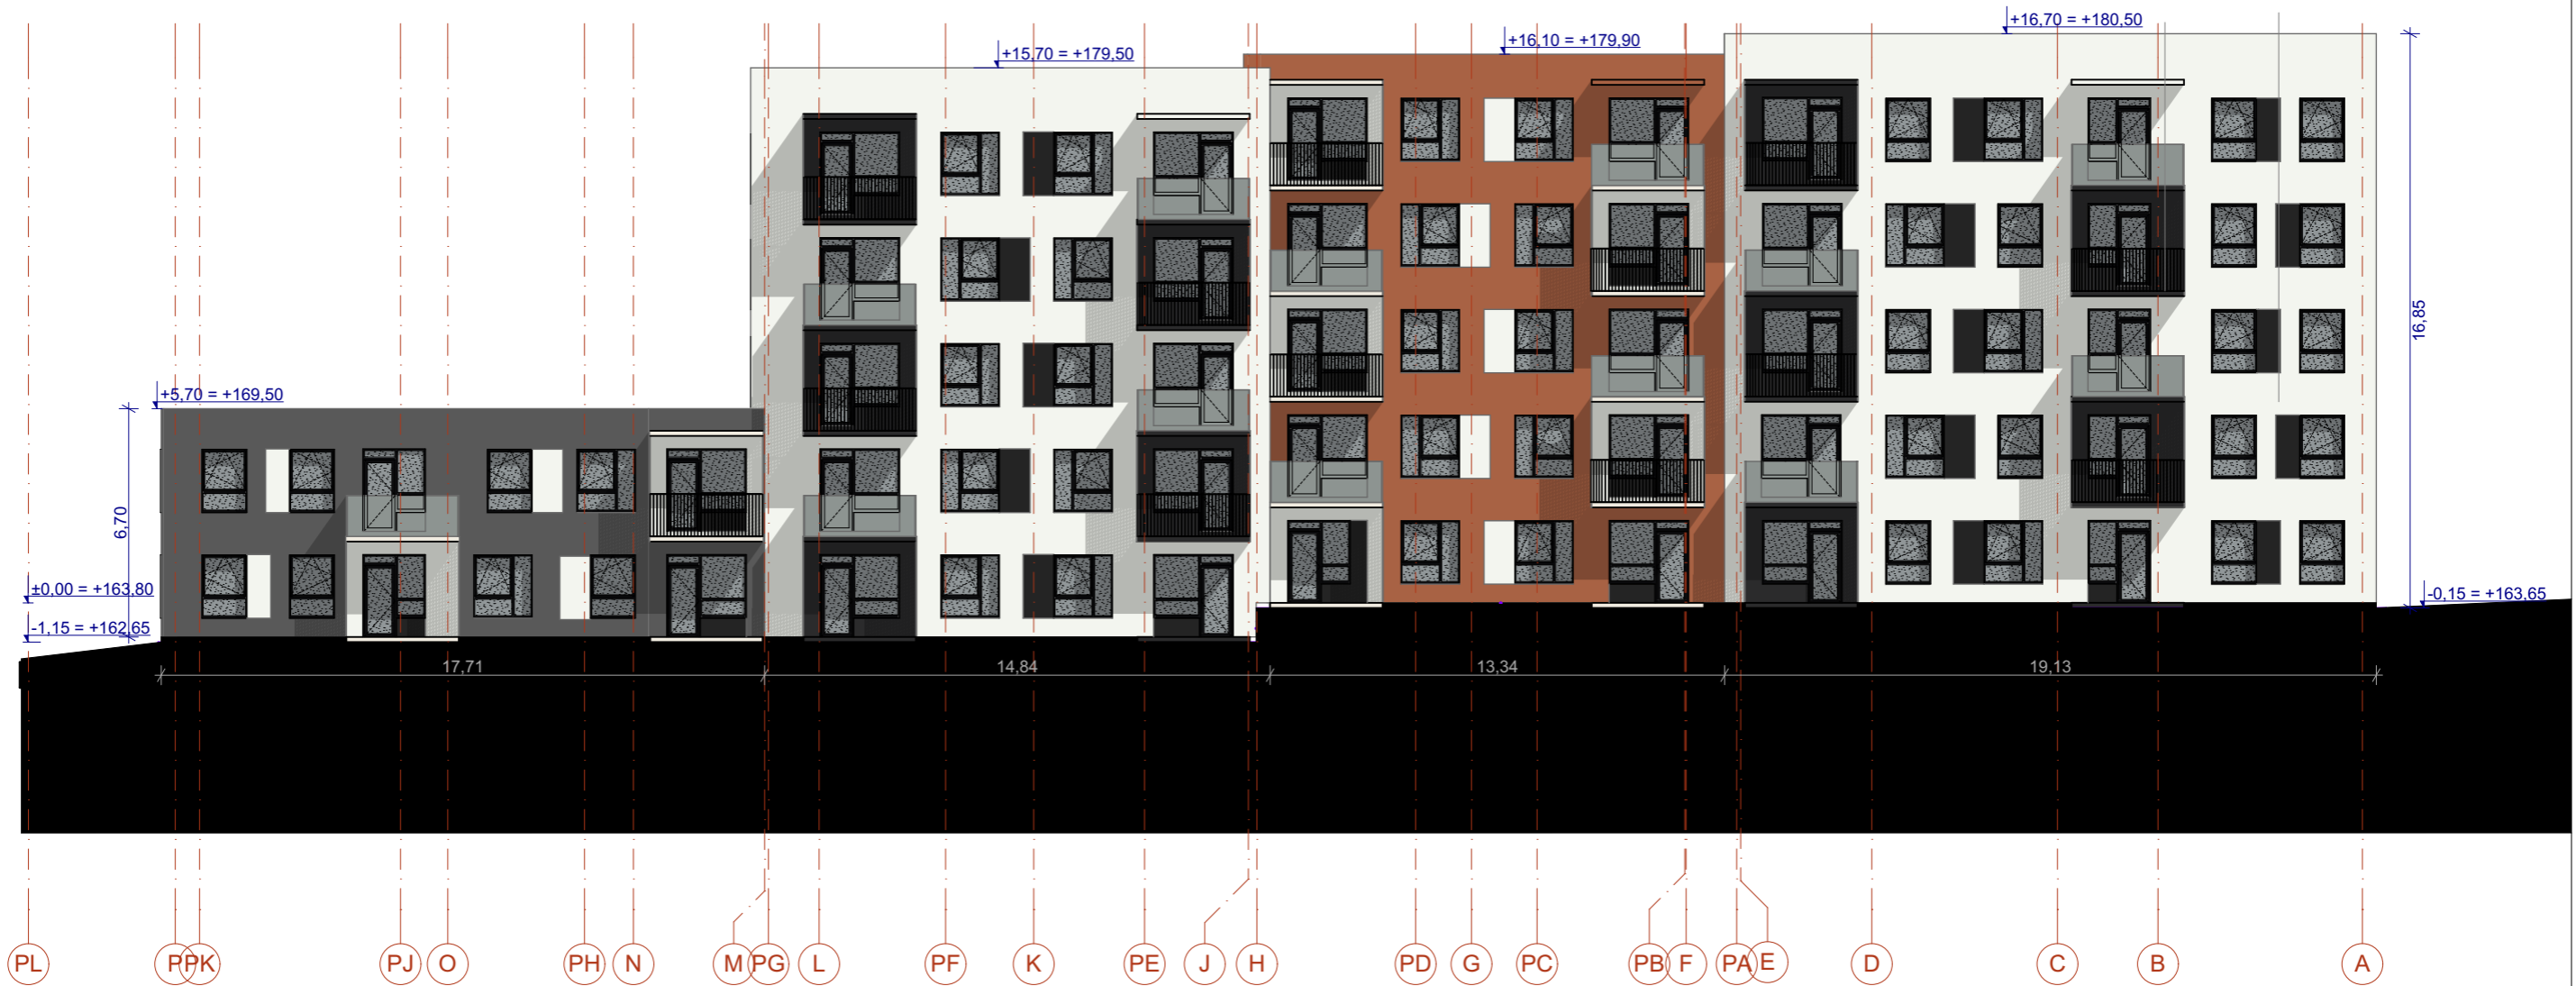 +16,70 = +180,50
+16,10 = +179,90
+15,70 = +179,50
+5,70 = +169,50
16,85
6,70
±0,00 = +163,80
-0,15 = +163,65
-1,15 = +162,65
17,71 14,84 13,34 19,13
PL P PK PJ O PH N M PG L PF K PE J H PD G PC PB F PA E D C B A